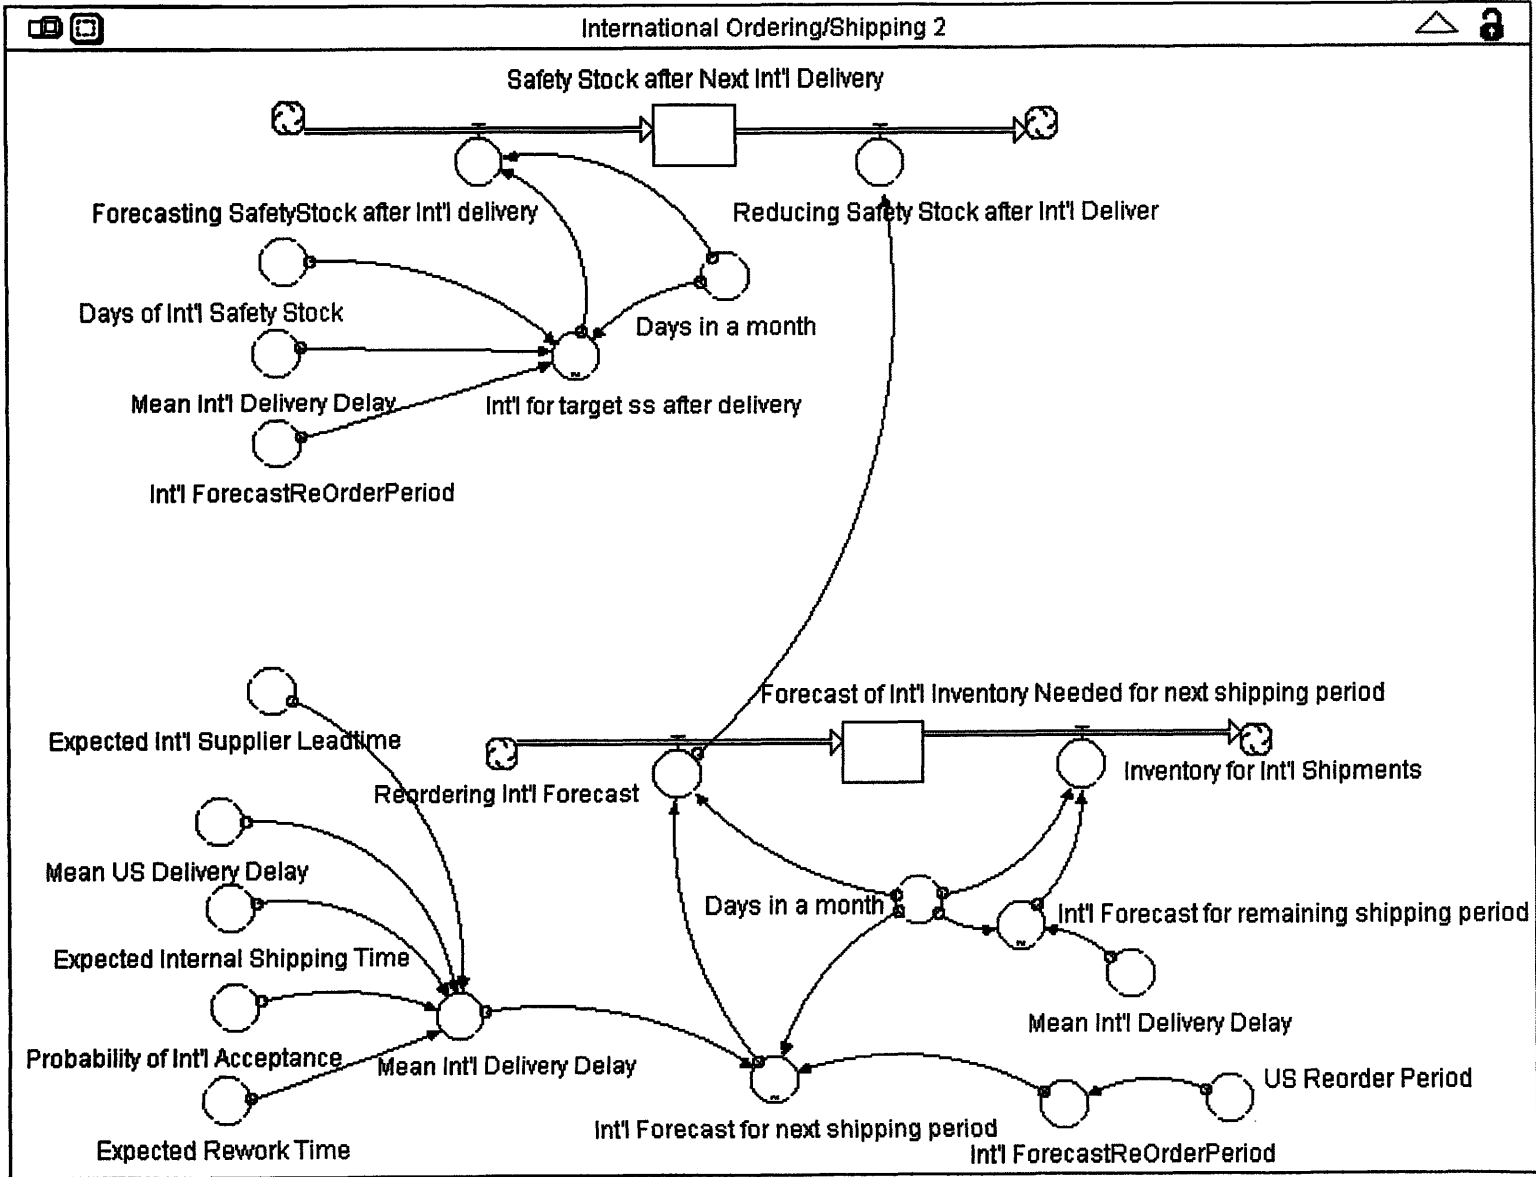 International Ordering/Shipping 2
Safety Stock after Next Int'l Delivery
Forecasting SafetyStock after Int'l delivery
Reducing Safety Stock after Int'l Deliver
Days of Int'l Safety Stock
Days in a month
Mean Int'l Delivery Delay
Int'l for target ss after delivery
Int'l ForecastReOrderPeriod
Forecast of Int'l Inventory Needed for next shipping period
Expected Int'l Supplier Leadtime
Reordering Int'l Forecast
Inventory for Int'l Shipments
Mean US Delivery Delay
Days in a month
Int'l Forecast for remaining shipping period
Expected Internal Shipping Time
Mean Int'l Delivery Delay
Probability of Int'l Acceptance
Mean Int'l Delivery Delay
US Reorder Period
Int'l Forecast for next shipping period
Int'l ForecastReOrderPeriod
Expected Rework Time